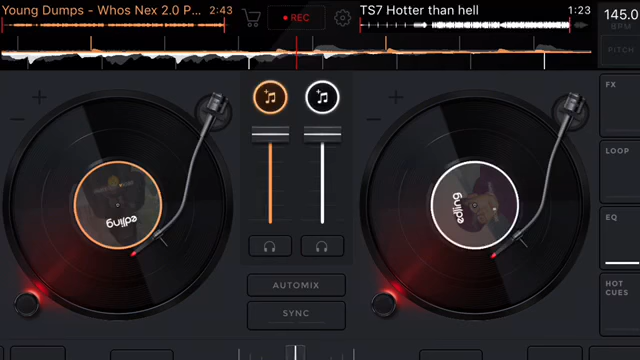 Young Dumps - Whos Nex 2.0 P... 2:43
REC
TS7 Hotter than hell 1:23
145.0
BPM
PITCH
FX
LOOP
EQ
HOT
CUES
edjing
edjing
AUTOMIX
SYNC